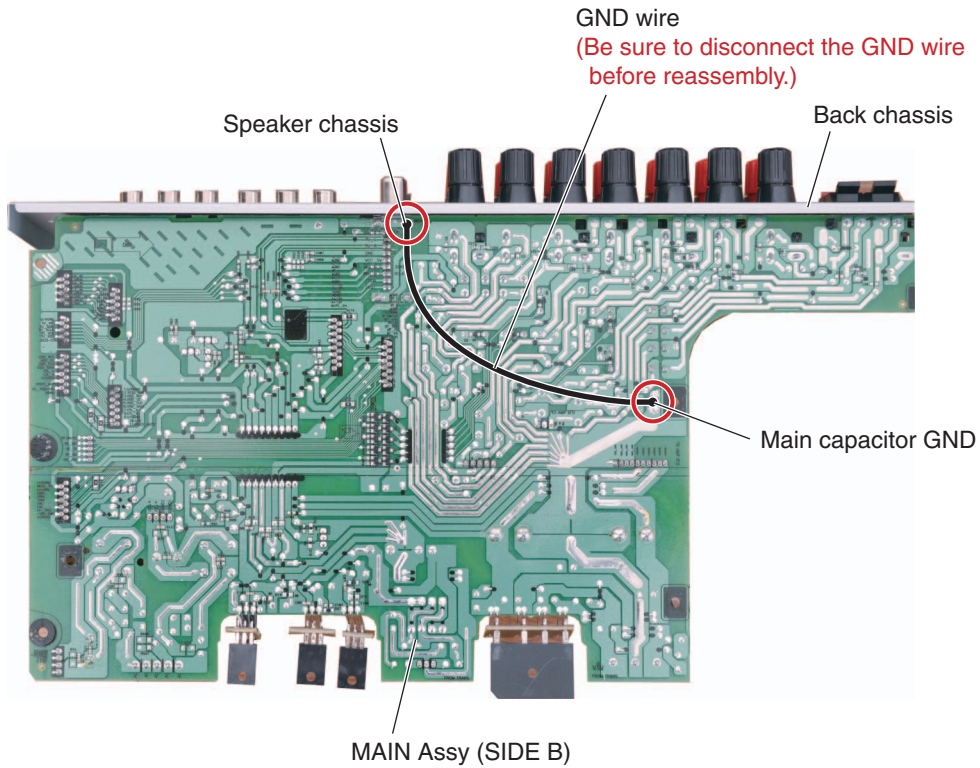 GND wire
(Be sure to disconnect the GND wire
before reassembly.)
Back chassis
Speaker chassis
Main capacitor GND
MAIN Assy (SIDE B)